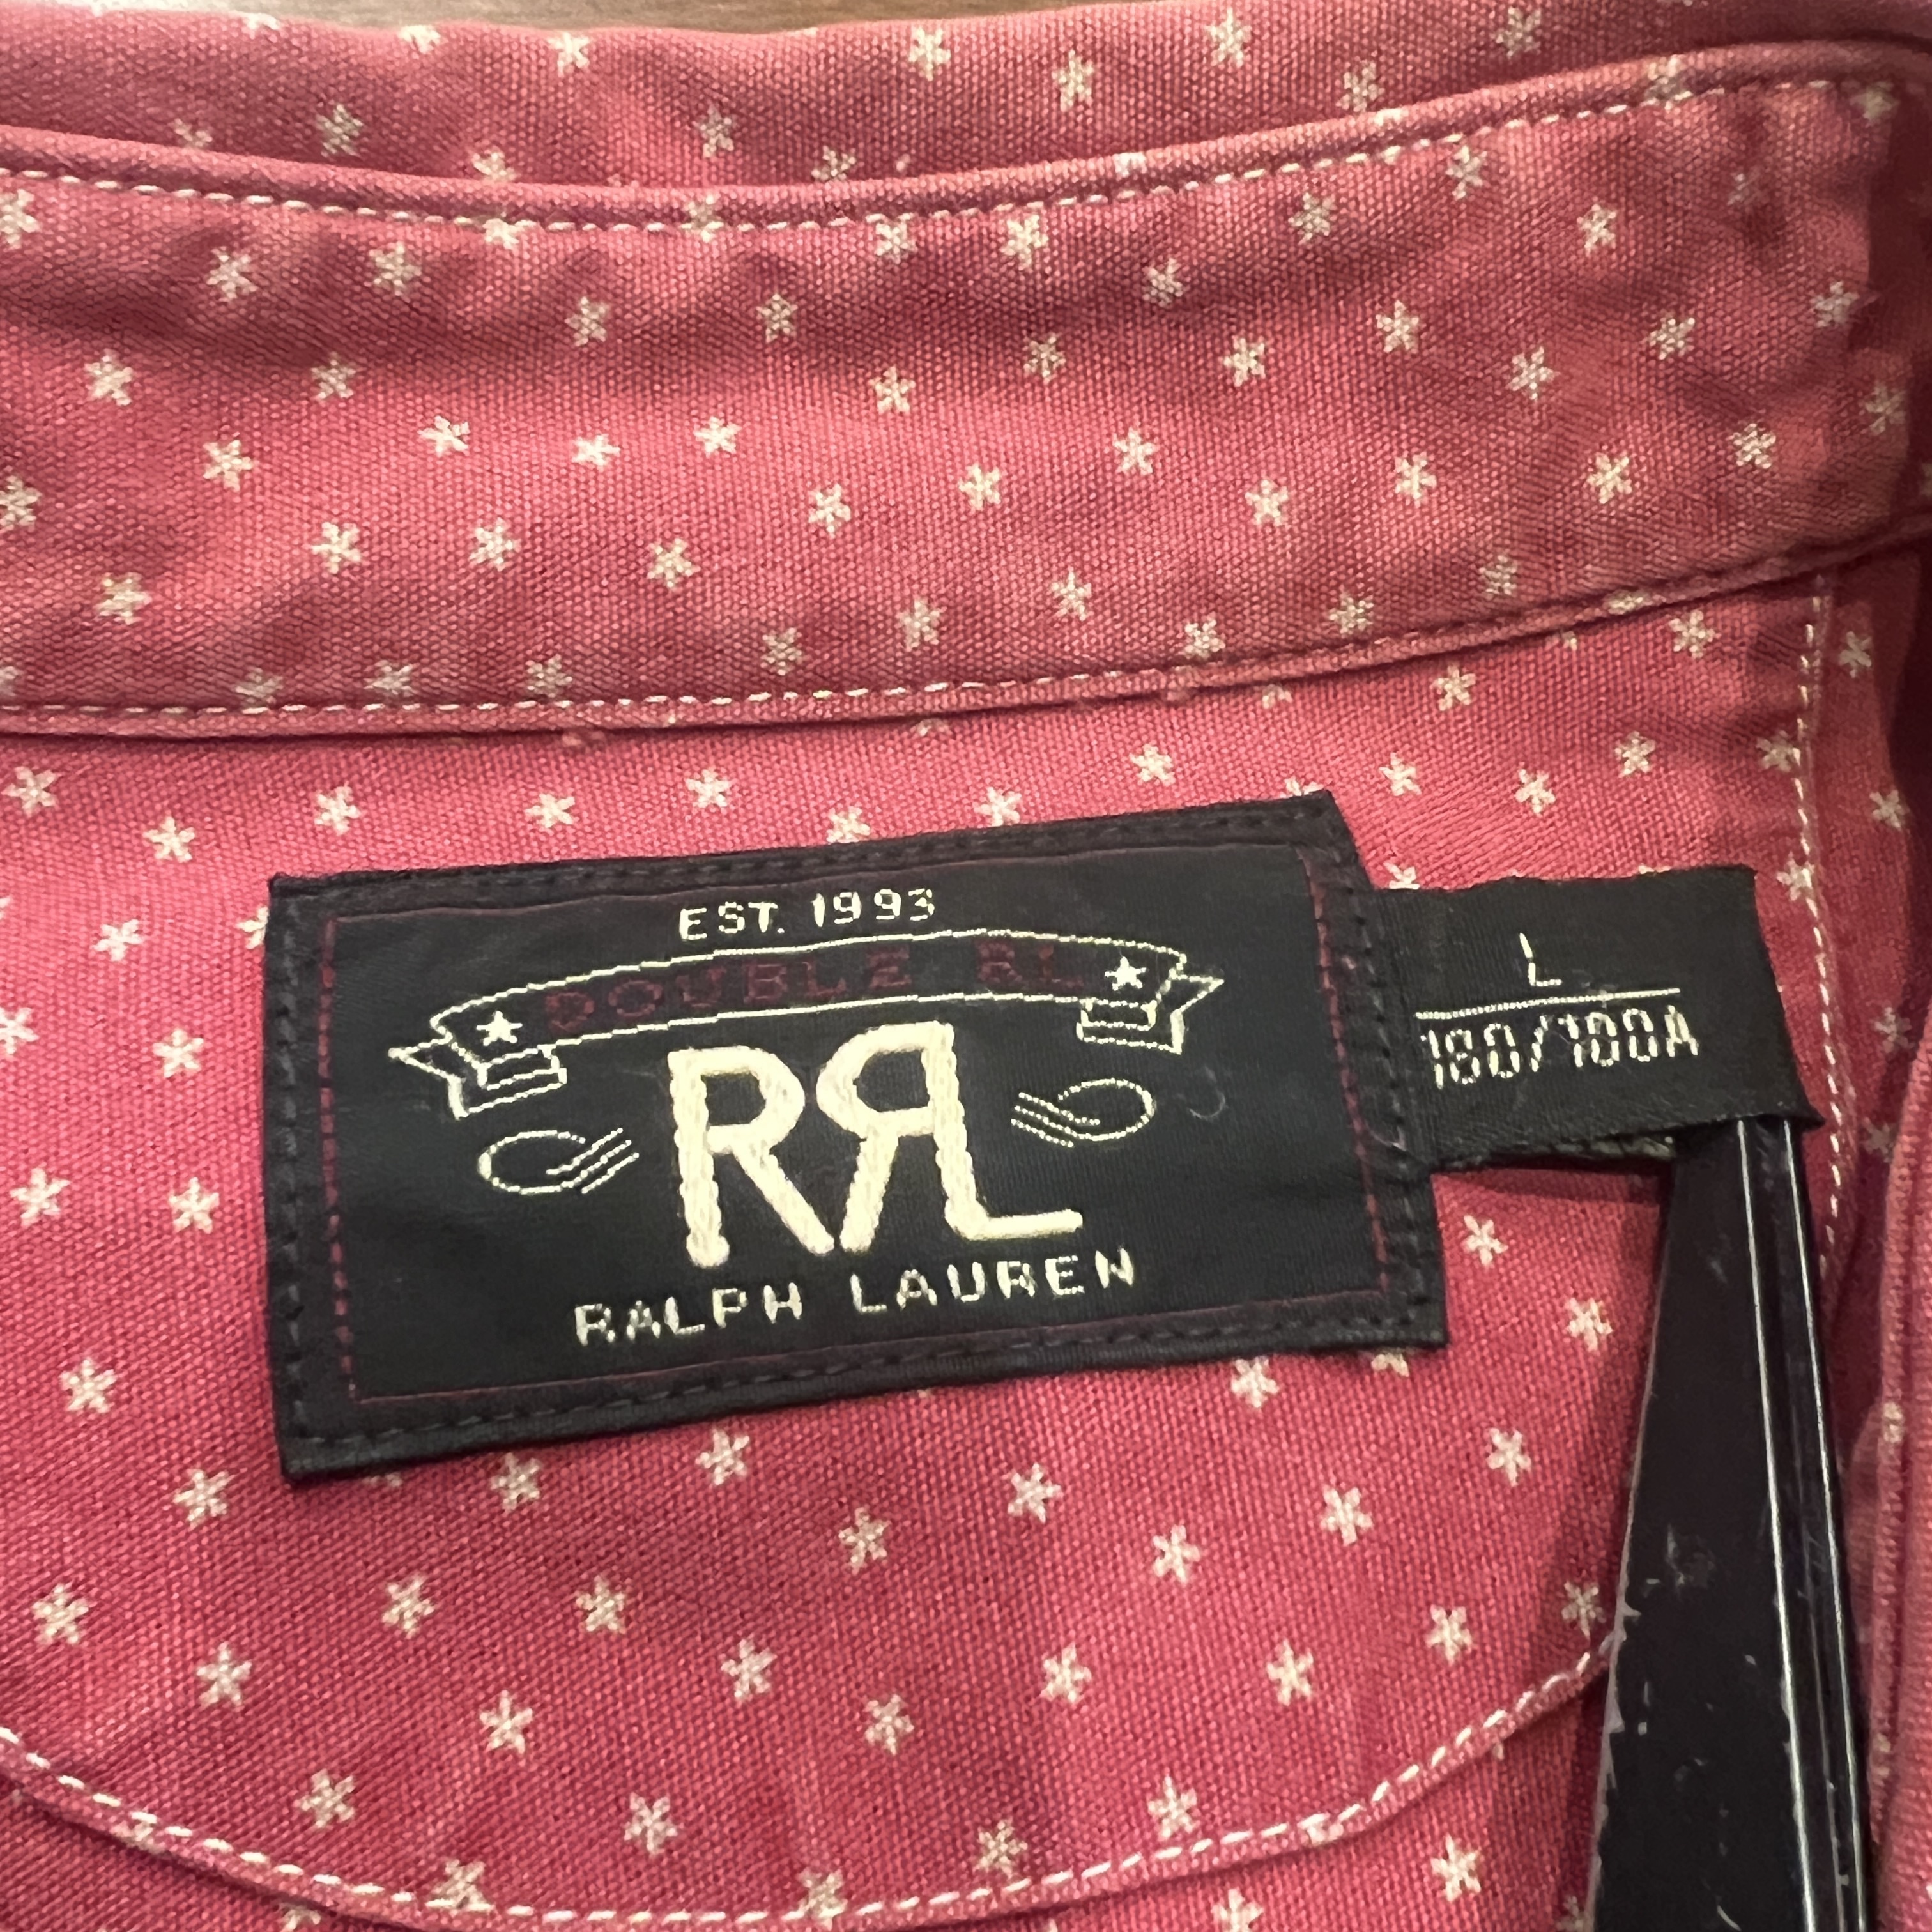 EST. 1993
DOUBLE RL
RRL
RALPH LAUREN
L
180/100A